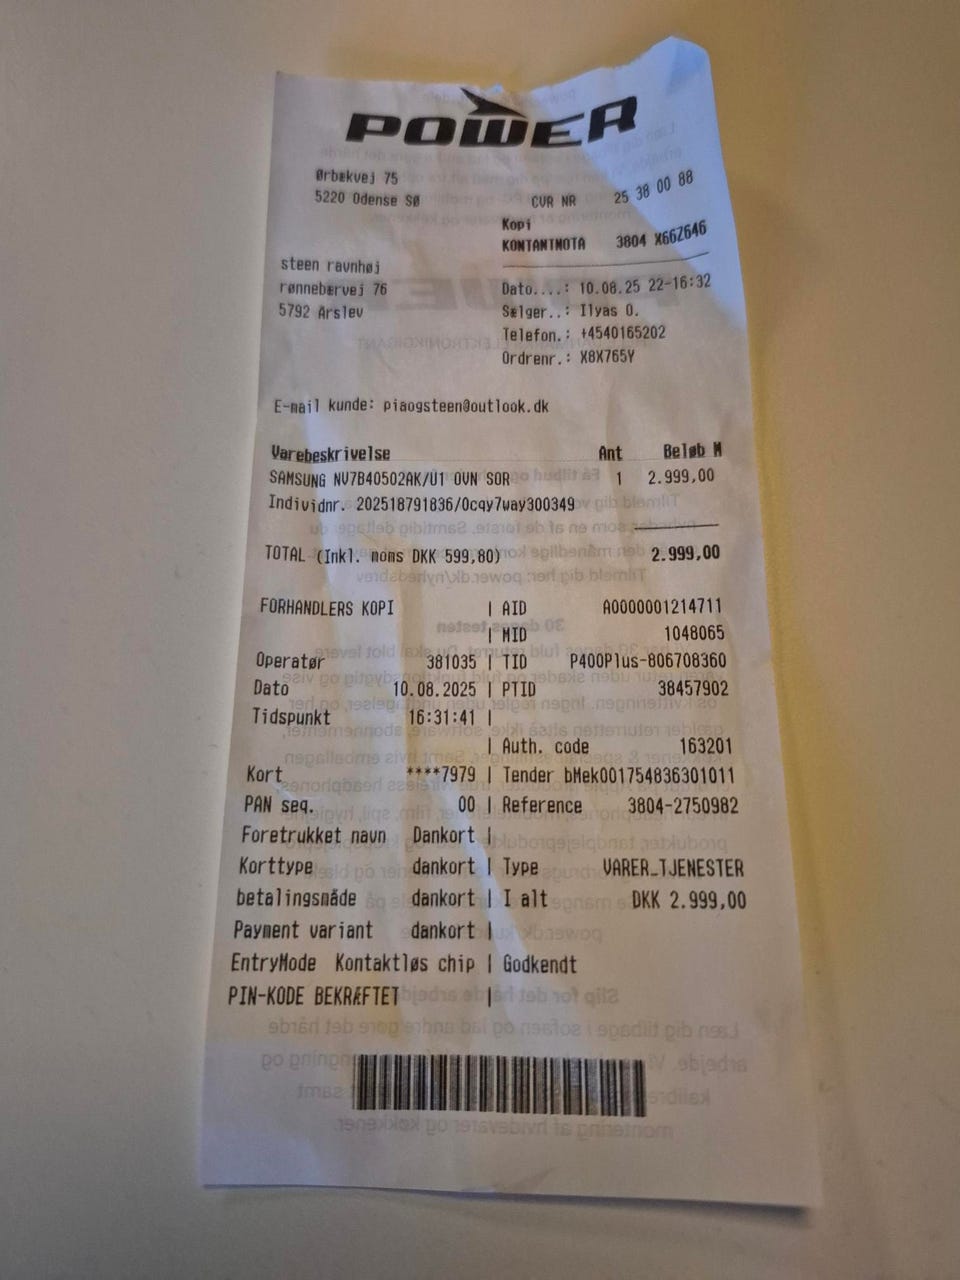 POWER
Ørbækvej 75
5220 Odense SØ
CVR NR 25 38 00 88
Kopi
KONTANTNOTA 3804 X66Z646
steen ravnhøj
rønnebærvej 76
5792 Arslev
Dato....: 10.08.25 22-16:32
Sælger..: Ilyas O.
Telefon.: +4540165202
Ordrenr.: X8X765Y
E-mail kunde: piaogsteen@outlook.dk
Varebeskrivelse Ant Beløb M
SAMSUNG NV7B40502AK/U1 OVN SOR 1 2.999,00
Individnr. 202518791836/0cqy7way300349
TOTAL (Inkl. moms DKK 599,80) 2.999,00
FORHANDLERS KOPI | AID A0000001214711
| MID 1048065
Operatør 381035 | TID P400Plus-806708360
Dato 10.08.2025 | PTID 38457902
Tidspunkt 16:31:41 |
| Auth. code 163201
Kort ****7979 | Tender bMek001754836301011
PAN seq. 00 | Reference 3804-2750982
Foretrukket navn Dankort |
Korttype dankort | Type VARER_TJENESTER
betalingsmåde dankort | I alt DKK 2.999,00
Payment variant dankort |
EntryMode Kontaktløs chip | Godkendt
PIN-KODE BEKRÆFTET |